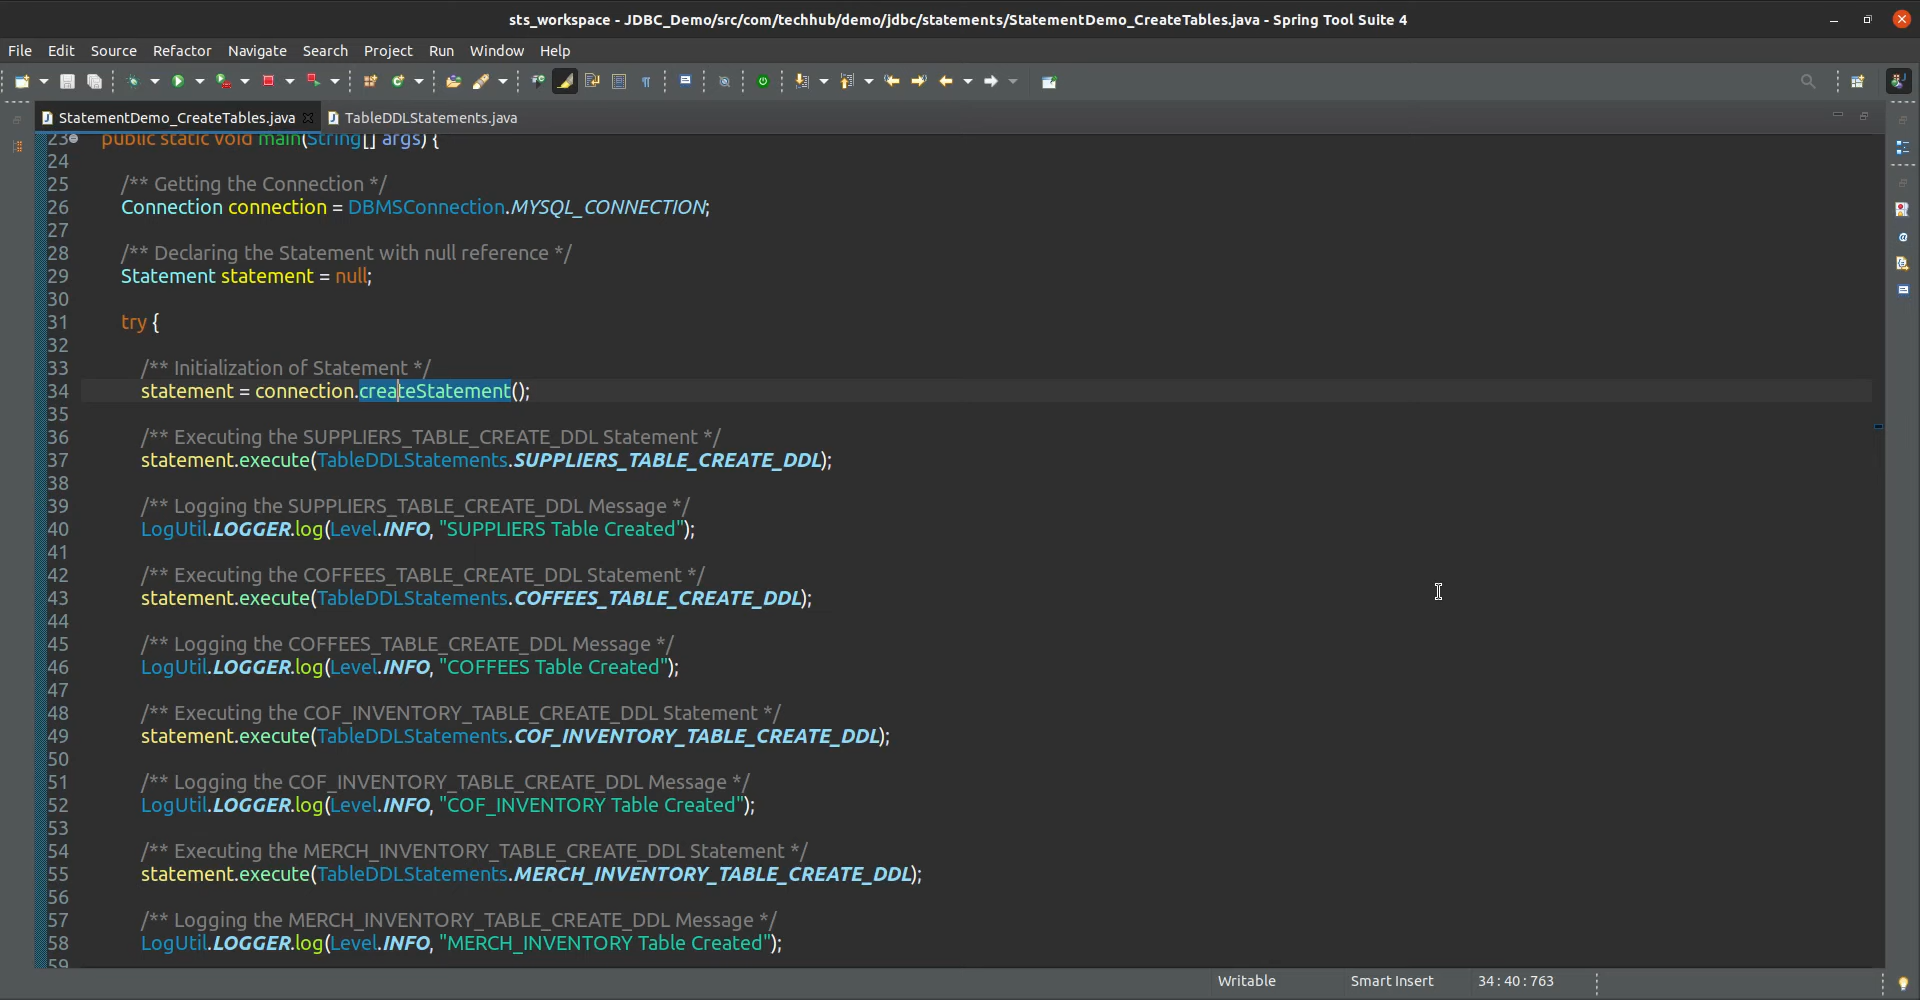 sts_workspace - JDBC_Demo/src/com/techhub/demo/jdbc/statements/StatementDemo_CreateTables.java - Spring Tool Suite 4
File Edit Source Refactor Navigate Search Project Run Window Help
StatementDemo_CreateTables.java TableDDLStatements.java
23 public static void main(String[] args) {
24
25 /** Getting the Connection */
26 Connection connection = DBMSConnection.MYSQL_CONNECTION;
27
28 /** Declaring the Statement with null reference */
29 Statement statement = null;
30
31 try {
32
33 /** Initialization of Statement */
34 statement = connection.createStatement();
35
36 /** Executing the SUPPLIERS_TABLE_CREATE_DDL Statement */
37 statement.execute(TableDDLStatements.SUPPLIERS_TABLE_CREATE_DDL);
38
39 /** Logging the SUPPLIERS_TABLE_CREATE_DDL Message */
40 LogUtil.LOGGER.log(Level.INFO, "SUPPLIERS Table Created");
41
42 /** Executing the COFFEES_TABLE_CREATE_DDL Statement */
43 statement.execute(TableDDLStatements.COFFEES_TABLE_CREATE_DDL);
44
45 /** Logging the COFFEES_TABLE_CREATE_DDL Message */
46 LogUtil.LOGGER.log(Level.INFO, "COFFEES Table Created");
47
48 /** Executing the COF_INVENTORY_TABLE_CREATE_DDL Statement */
49 statement.execute(TableDDLStatements.COF_INVENTORY_TABLE_CREATE_DDL);
50
51 /** Logging the COF_INVENTORY_TABLE_CREATE_DDL Message */
52 LogUtil.LOGGER.log(Level.INFO, "COF_INVENTORY Table Created");
53
54 /** Executing the MERCH_INVENTORY_TABLE_CREATE_DDL Statement */
55 statement.execute(TableDDLStatements.MERCH_INVENTORY_TABLE_CREATE_DDL);
56
57 /** Logging the MERCH_INVENTORY_TABLE_CREATE_DDL Message */
58 LogUtil.LOGGER.log(Level.INFO, "MERCH_INVENTORY Table Created");
59
Writable Smart Insert 34 : 40 : 763